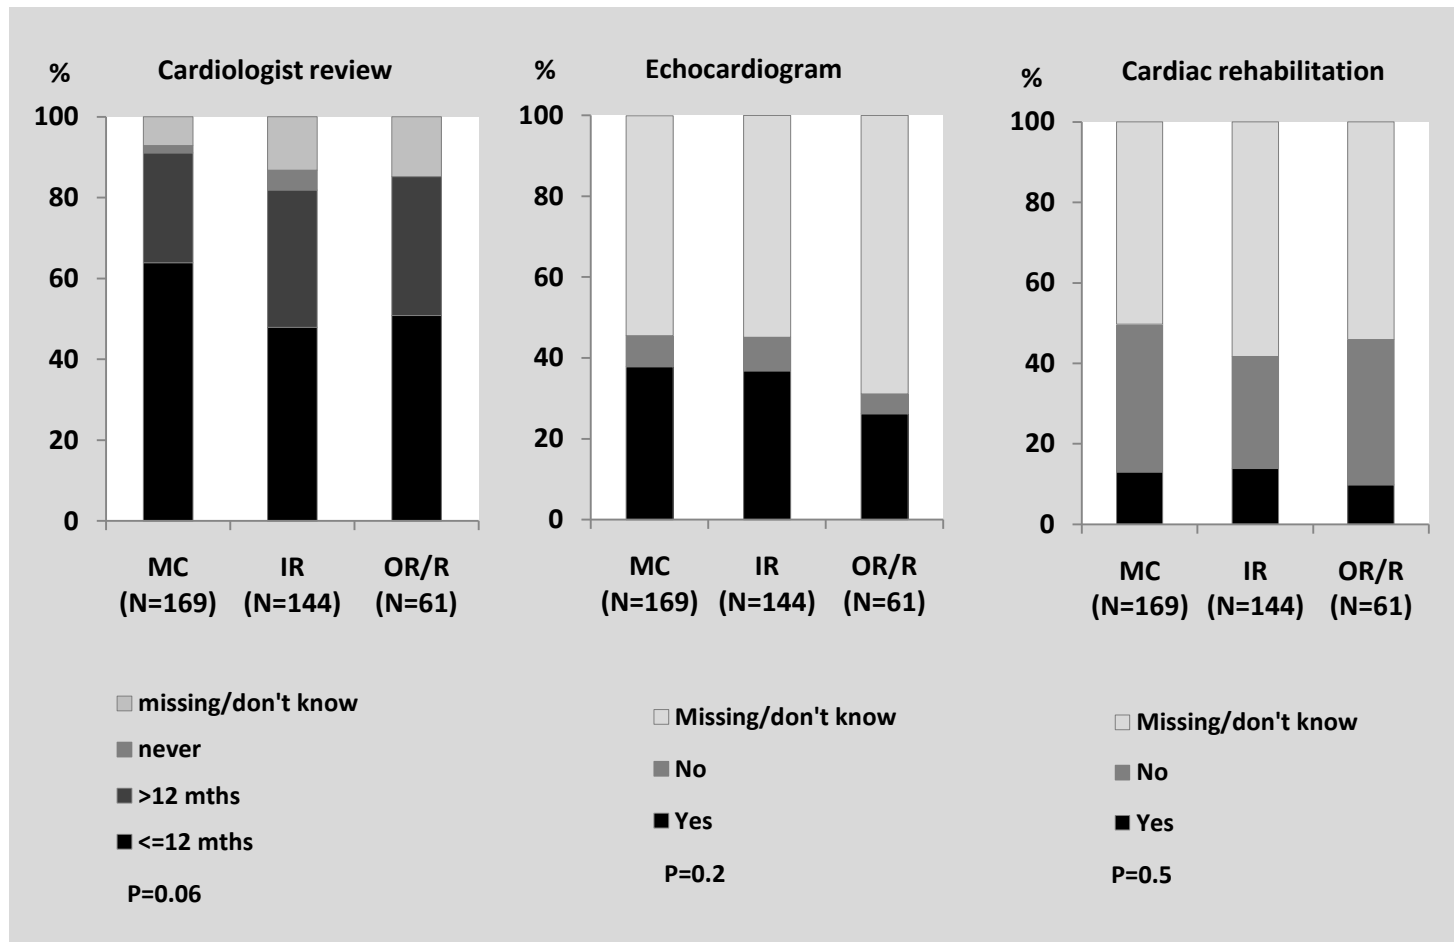 %
Cardiologist review
100
80
60
40
20
0
MC
(N=169)
IR
(N=144)
OR/R
(N=61)
missing/don't know
never
>12 mths
<=12 mths
P=0.06
%
Echocardiogram
100
80
60
40
20
0
MC
(N=169)
IR
(N=144)
OR/R
(N=61)
Missing/don't know
No
Yes
P=0.2
%
Cardiac rehabilitation
100
80
60
40
20
0
MC
(N=169)
IR
(N=144)
OR/R
(N=61)
Missing/don't know
No
Yes
P=0.5